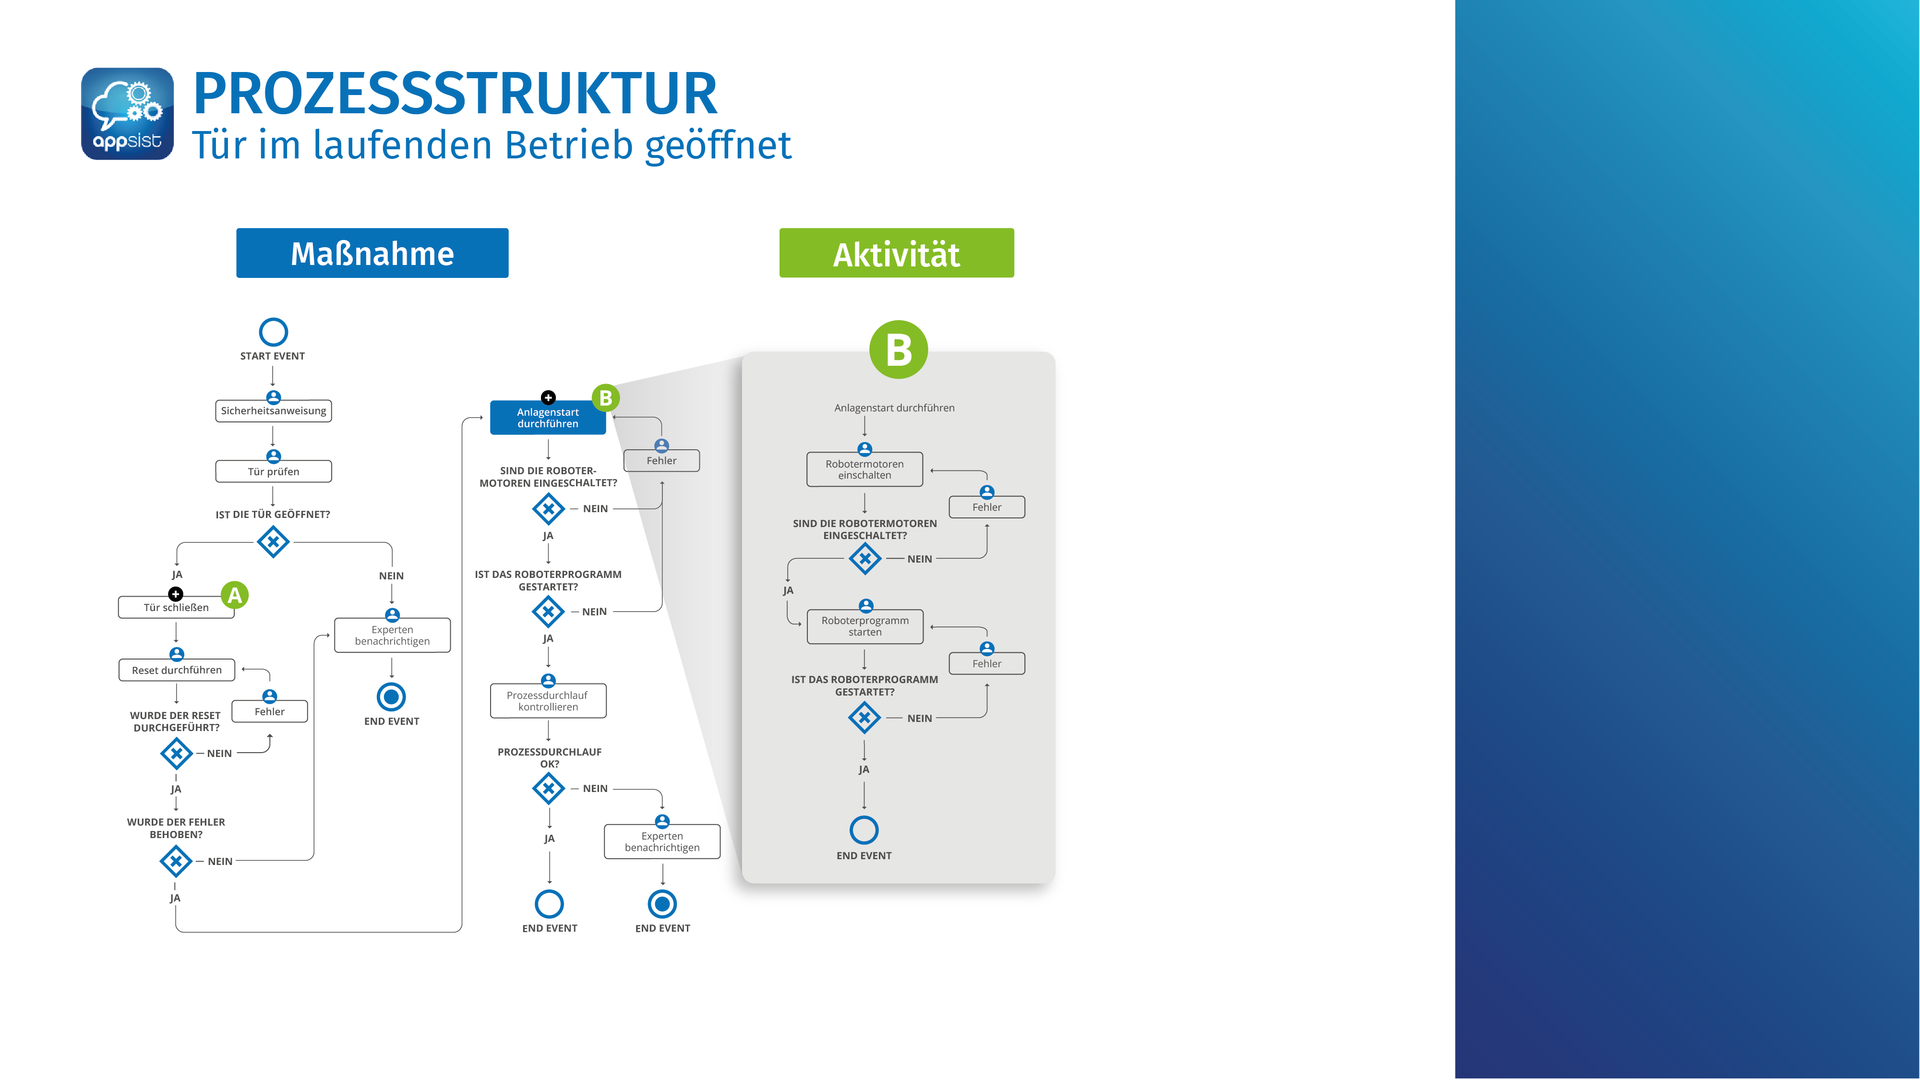 appsist
PROZESSSTRUKTUR
Tür im laufenden Betrieb geöffnet
Maßnahme
START EVENT
Sicherheitsanweisung
Tür prüfen
IST DIE TÜR GEÖFFNET?
JA
NEIN
A
Tür schließen
Experten
benachrichtigen
END EVENT
Reset durchführen
Fehler
WURDE DER RESET
DURCHGEFÜHRT?
NEIN
JA
WURDE DER FEHLER
BEHOBEN?
NEIN
JA
B
Anlagenstart
durchführen
Fehler
SIND DIE ROBOTER-
MOTOREN EINGESCHALTET?
NEIN
JA
IST DAS ROBOTERPROGRAMM
GESTARTET?
NEIN
JA
Prozessdurchlauf
kontrollieren
PROZESSDURCHLAUF
OK?
NEIN
JA
Experten
benachrichtigen
END EVENT
END EVENT
Aktivität
B
Anlagenstart durchführen
Robotermotoren
einschalten
Fehler
SIND DIE ROBOTERMOTOREN
EINGESCHALTET?
NEIN
JA
Roboterprogramm
starten
Fehler
IST DAS ROBOTERPROGRAMM
GESTARTET?
NEIN
JA
END EVENT